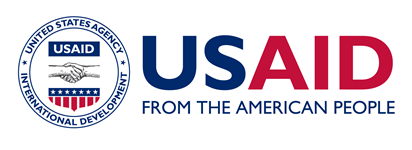 UNITED STATES AGENCY
USAID
INTERNATIONAL DEVELOPMENT
USAID
FROM THE AMERICAN PEOPLE